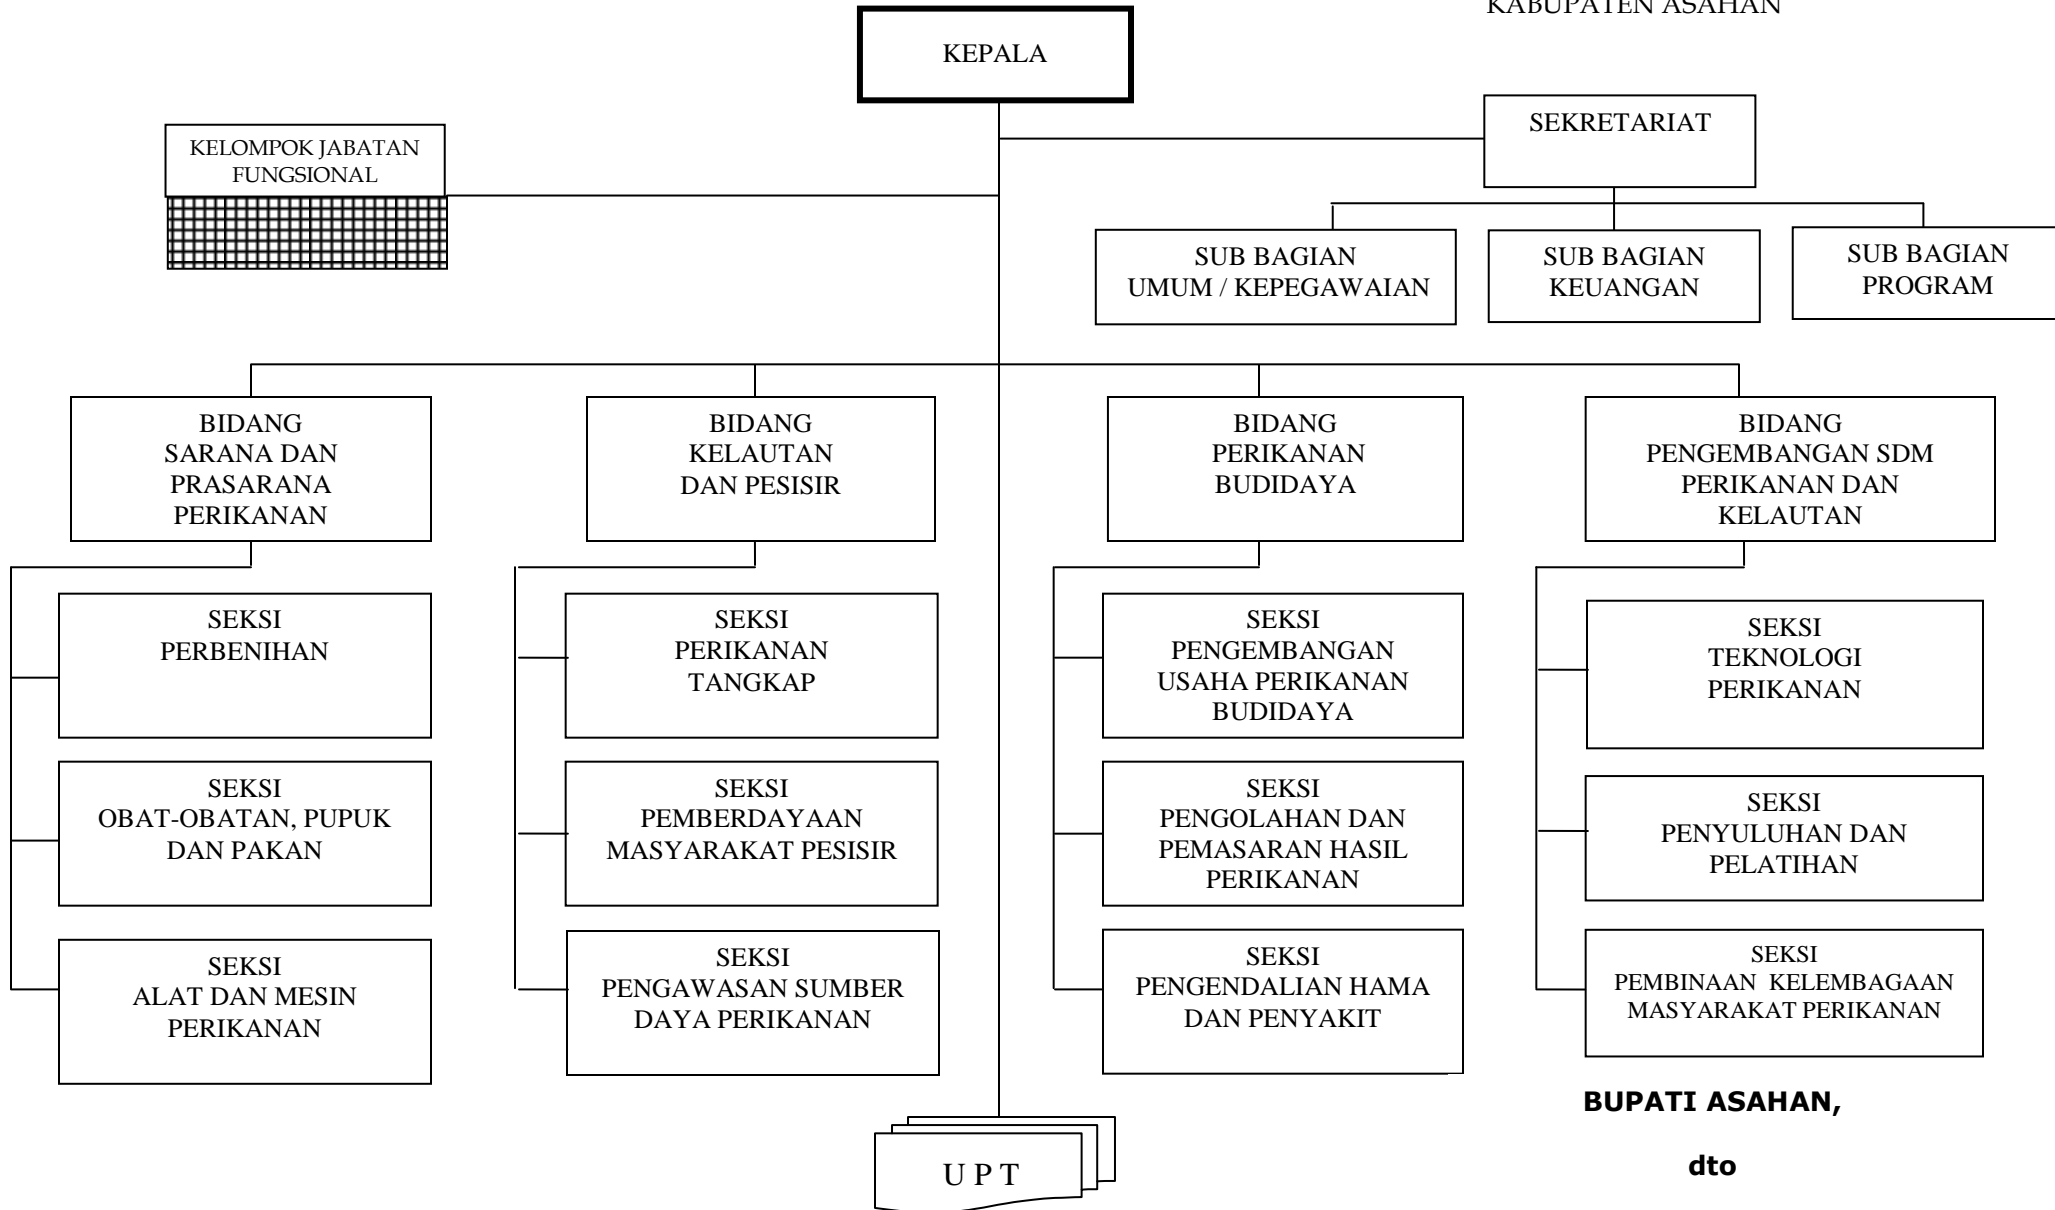 KABUPATEN ASAHAN
KEPALA
SEKRETARIAT
KELOMPOK JABATAN
FUNGSIONAL
SUB BAGIAN
UMUM / KEPEGAWAIAN
SUB BAGIAN
KEUANGAN
SUB BAGIAN
PROGRAM
BIDANG
SARANA DAN
PRASARANA
PERIKANAN
BIDANG
KELAUTAN
DAN PESISIR
BIDANG
PERIKANAN
BUDIDAYA
BIDANG
PENGEMBANGAN SDM
PERIKANAN DAN
KELAUTAN
SEKSI
PERBENIHAN
SEKSI
PERIKANAN
TANGKAP
SEKSI
PENGEMBANGAN
USAHA PERIKANAN
BUDIDAYA
SEKSI
TEKNOLOGI
PERIKANAN
SEKSI
OBAT-OBATAN, PUPUK
DAN PAKAN
SEKSI
PEMBERDAYAAN
MASYARAKAT PESISIR
SEKSI
PENGOLAHAN DAN
PEMASARAN HASIL
PERIKANAN
SEKSI
PENYULUHAN DAN
PELATIHAN
SEKSI
ALAT DAN MESIN
PERIKANAN
SEKSI
PENGAWASAN SUMBER
DAYA PERIKANAN
SEKSI
PENGENDALIAN HAMA
DAN PENYAKIT
SEKSI
PEMBINAAN KELEMBAGAAN
MASYARAKAT PERIKANAN
BUPATI ASAHAN,
dto
U P T